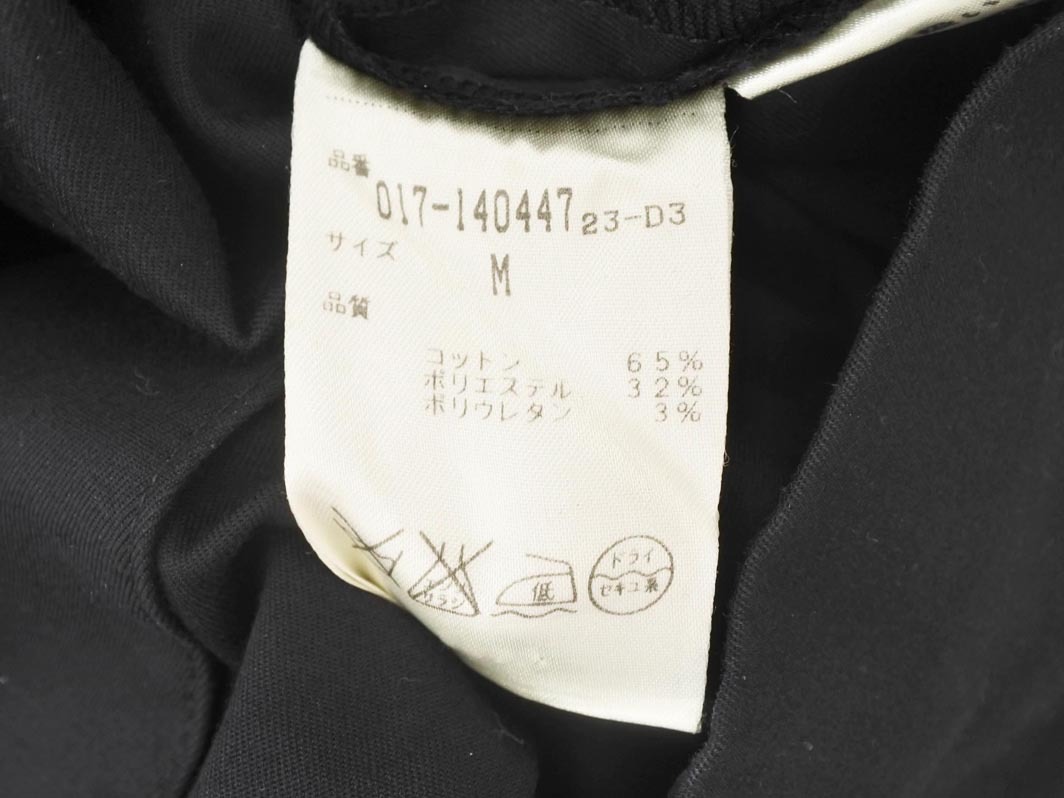 品番
017-140447 23-D3
サイズ
M
品質
コットン 65%
ポリエステル 32%
ポリウレタン 3%
低
ドライ
セキユ系